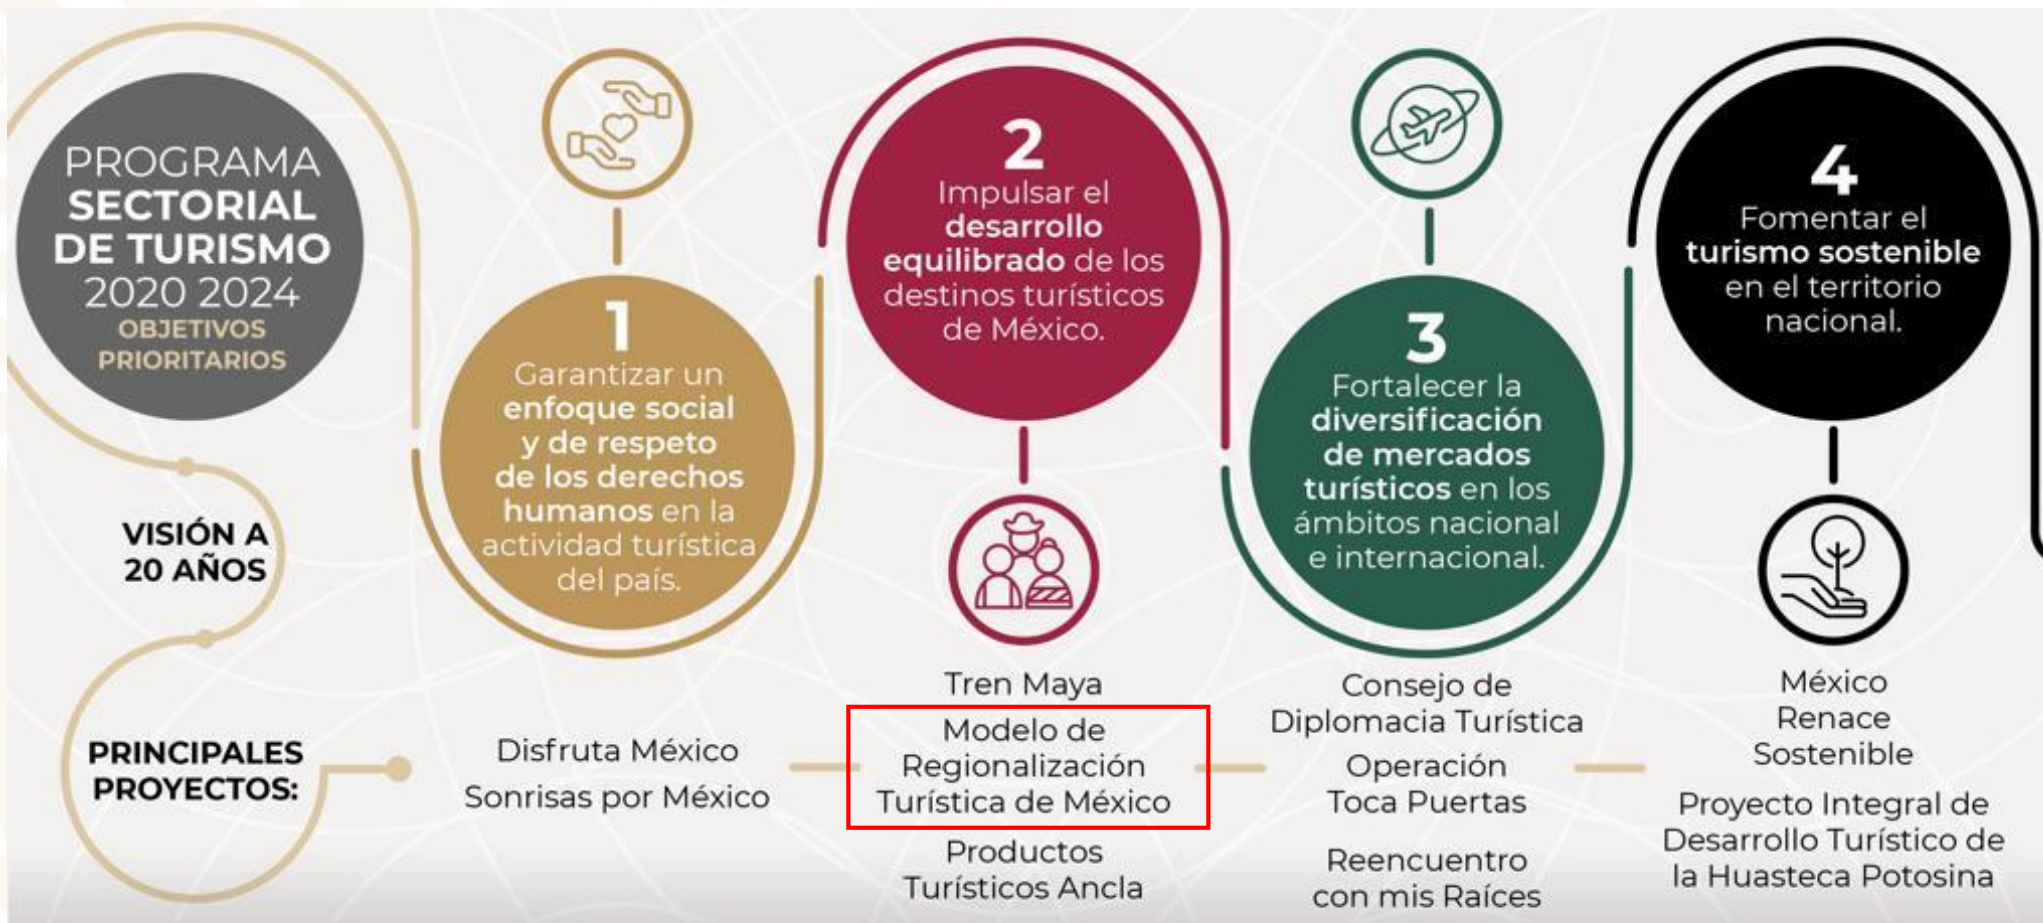 PROGRAMA
SECTORIAL
DE TURISMO
2020 2024
OBJETIVOS
PRIORITARIOS
VISIÓN A
20 AÑOS
PRINCIPALES
PROYECTOS:
1
Garantizar un
enfoque social
y de respeto
de los derechos
humanos en la
actividad turística
del país.
Disfruta México
Sonrisas por México
2
Impulsar el
desarrollo
equilibrado de los
destinos turísticos
de México.
Tren Maya
Modelo de
Regionalización
Turística de México
Productos
Turísticos Ancla
3
Fortalecer la
diversificación
de mercados
turísticos en los
ámbitos nacional
e internacional.
Consejo de
Diplomacia Turística
Operación
Toca Puertas
Reencuentro
con mis Raíces
4
Fomentar el
turismo sostenible
en el territorio
nacional.
México
Renace
Sostenible
Proyecto Integral de
Desarrollo Turístico de
la Huasteca Potosina